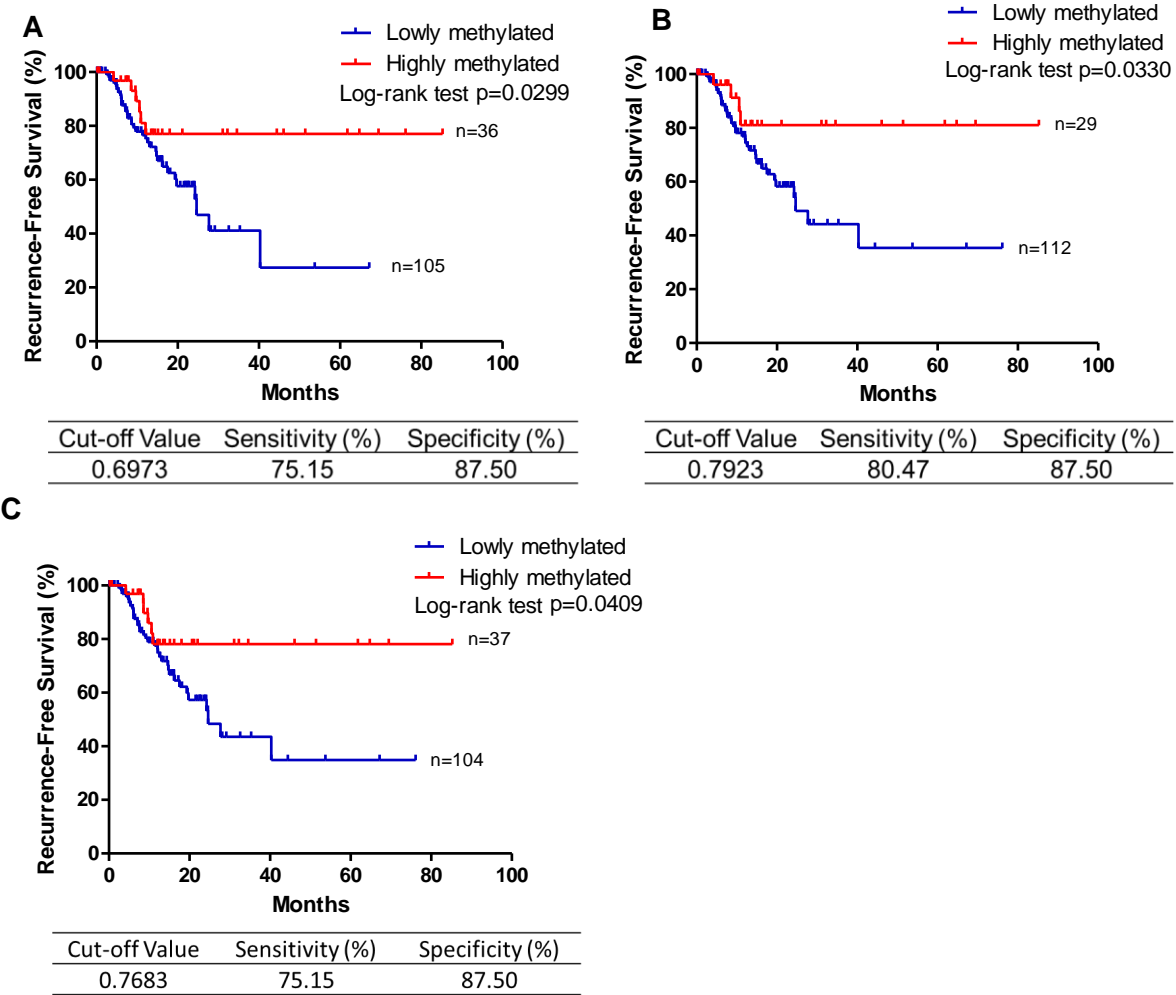 A
Lowly methylated
Highly methylated
Log-rank test p=0.0299
Recurrence-Free Survival (%)
100
80
60
40
20
0
n=36
n=105
0 20 40 60 80 100
Months
Cut-off Value Sensitivity (%) Specificity (%)
0.6973 75.15 87.50
B
Lowly methylated
Highly methylated
Log-rank test p=0.0330
Recurrence-Free Survival (%)
100
80
60
40
20
0
n=29
n=112
0 20 40 60 80 100
Months
Cut-off Value Sensitivity (%) Specificity (%)
0.7923 80.47 87.50
C
Lowly methylated
Highly methylated
Log-rank test p=0.0409
Recurrence-Free Survival (%)
100
80
60
40
20
0
n=37
n=104
0 20 40 60 80 100
Months
Cut-off Value Sensitivity (%) Specificity (%)
0.7683 75.15 87.50